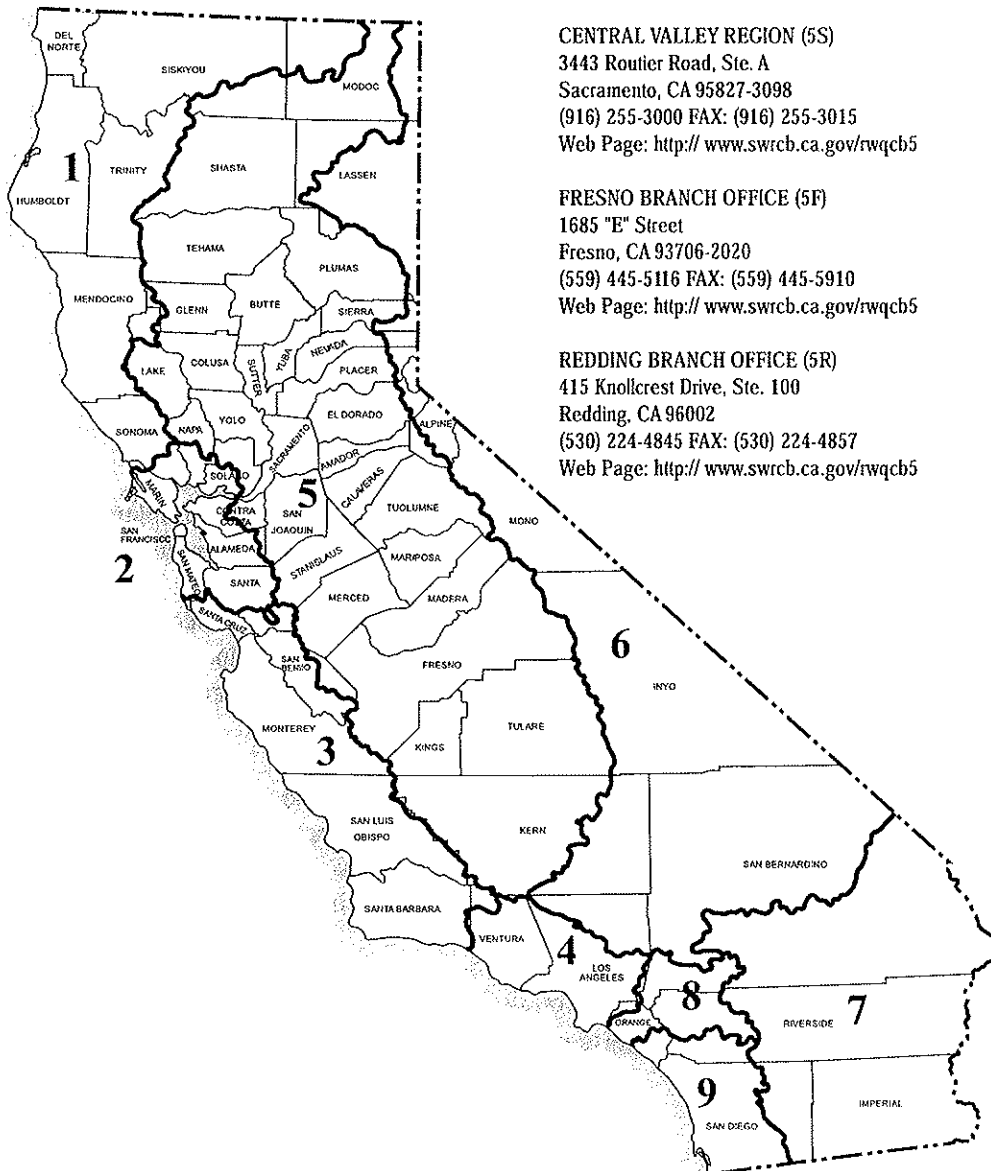 CENTRAL VALLEY REGION (5S)
3443 Routier Road, Ste. A
Sacramento, CA 95827-3098
(916) 255-3000 FAX: (916) 255-3015
Web Page: http:// www.swrcb.ca.gov/rwqcb5
FRESNO BRANCH OFFICE (5F)
1685 "E" Street
Fresno, CA 93706-2020
(559) 445-5116 FAX: (559) 445-5910
Web Page: http:// www.swrcb.ca.gov/rwqcb5
REDDING BRANCH OFFICE (5R)
415 Knollcrest Drive, Ste. 100
Redding, CA 96002
(530) 224-4845 FAX: (530) 224-4857
Web Page: http:// www.swrcb.ca.gov/rwqcb5
DEL
NORTE
SISKIYOU
MODOC
1
TRINITY
SHASTA
LASSEN
HUMBOLDT
TEHAMA
PLUMAS
MENDOCINO
GLENN
BUTTE
SIERRA
LAKE
COLUSA
SUTTER
YUBA
NEVADA
PLACER
SONOMA
NAPA
YOLO
SACRAMENTO
EL DORADO
ALPINE
AMADOR
MARIN
SOLANO
5
CALAVERAS
TUOLUMNE
MONO
CONTRA
COSTA
SAN
JOAQUIN
SAN
FRANCISCO
2
ALAMEDA
STANISLAUS
MARIPOSA
SAN MATEO
SANTA
MERCED
MADERA
SANTA CRUZ
6
SAN
BENITO
FRESNO
INYO
MONTEREY
3
KINGS
TULARE
SAN LUIS
OBISPO
KERN
SAN BERNARDINO
SANTA BARBARA
VENTURA
4
LOS
ANGELES
8
7
ORANGE
RIVERSIDE
9
SAN DIEGO
IMPERIAL